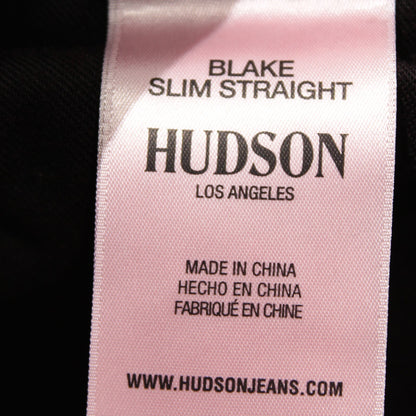 BLAKE
SLIM STRAIGHT
HUDSON
LOS ANGELES
MADE IN CHINA
HECHO EN CHINA
FABRIQUÉ EN CHINE
WWW.HUDSONJEANS.COM